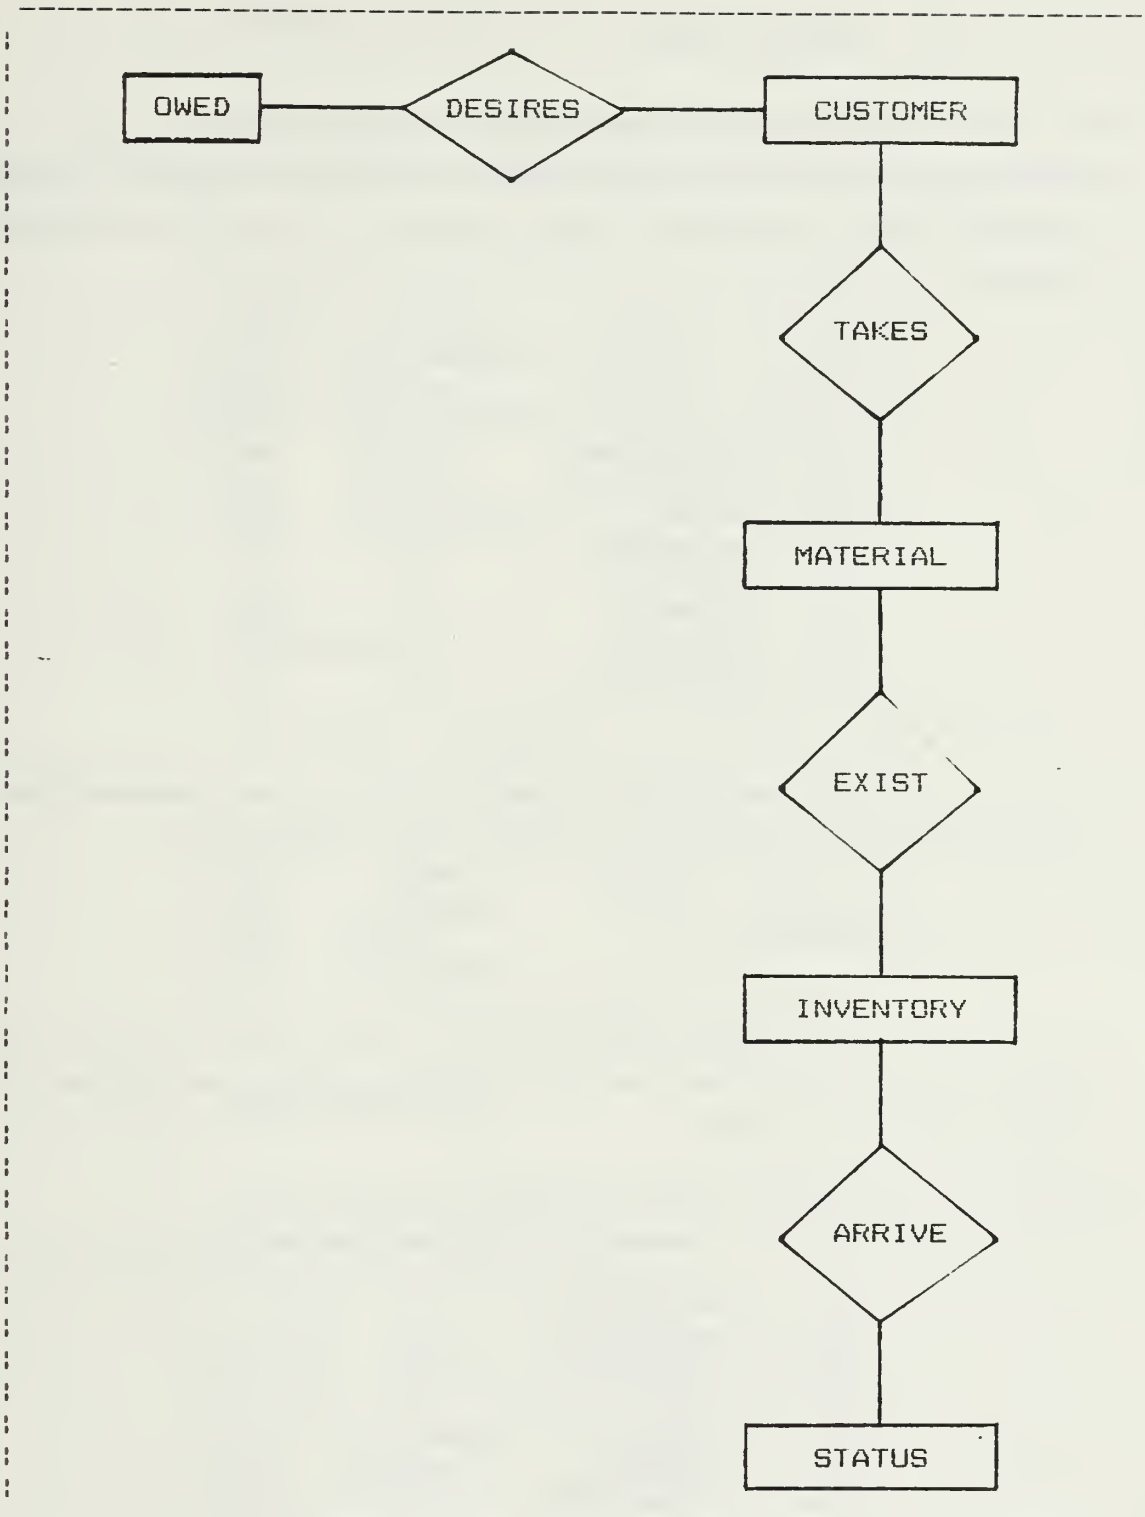 OWED DESIRES CUSTOMER
TAKES
MATERIAL
EXIST
INVENTORY
ARRIVE
STATUS